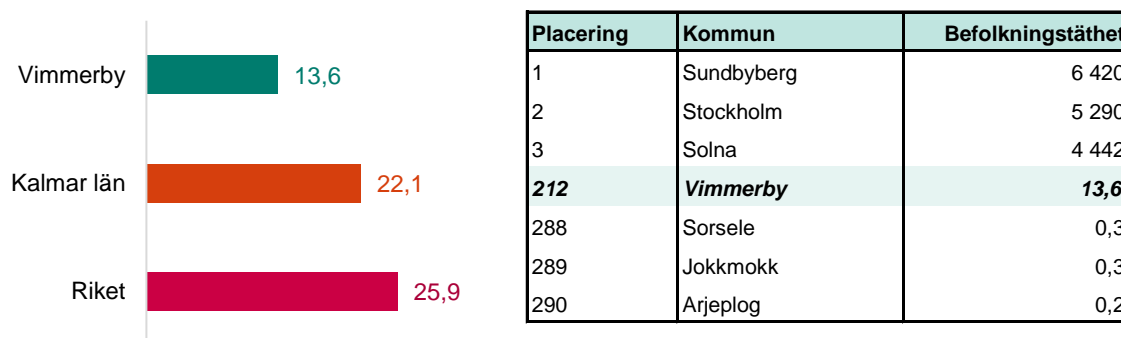 Vimmerby 13,6
Kalmar län 22,1
Riket 25,9
Placering Kommun Befolkningstäthet
1 Sundbyberg 6 420
2 Stockholm 5 290
3 Solna 4 442
212 Vimmerby 13,6
288 Sorsele 0,3
289 Jokkmokk 0,3
290 Arjeplog 0,2